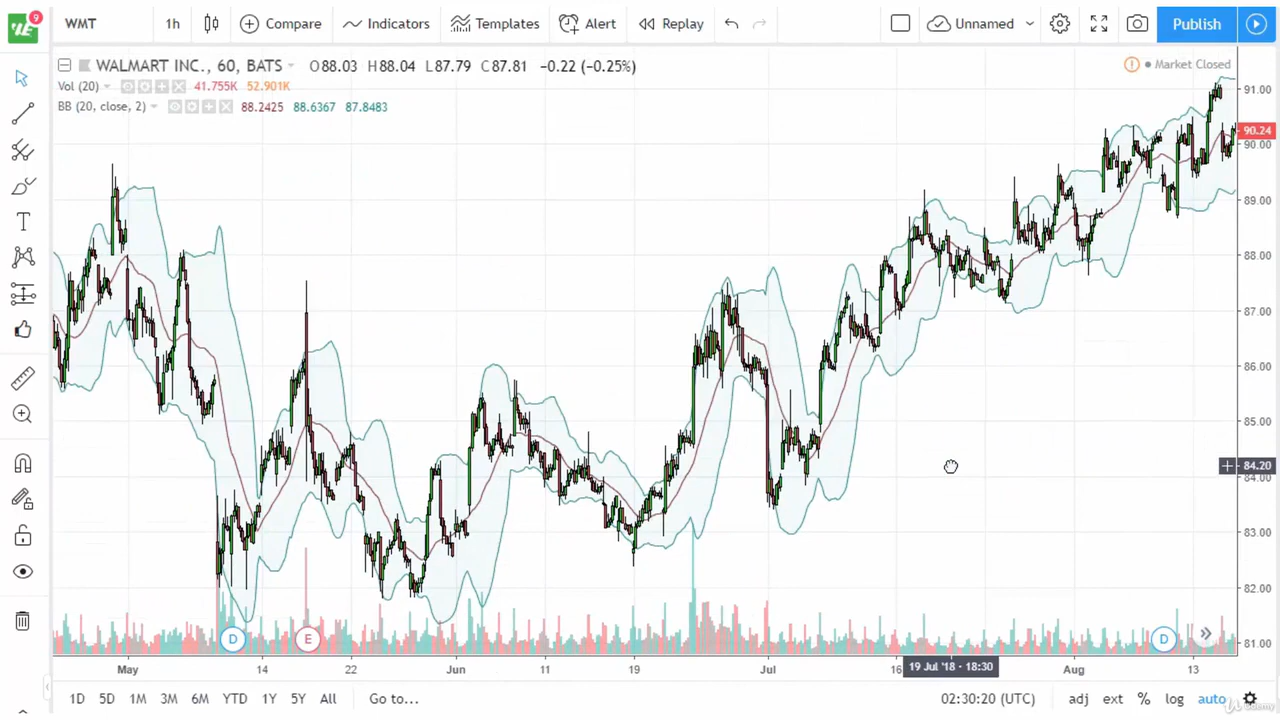 9
WMT 1h Compare Indicators Templates Alert Replay Unnamed Publish
WALMART INC., 60, BATS O88.03 H88.04 L87.79 C87.81 −0.22 (−0.25%)
Market Closed
Vol (20) 41.755K 52.901K
BB (20, close, 2) 88.2425 88.6367 87.8483
91.00
90.24
90.00
89.00
88.00
87.00
86.00
85.00
84.20
84.00
83.00
82.00
81.00
D E D
May 14 22 Jun 11 19 Jul 16 19 Jul '18 - 18:30 Aug 13
1D 5D 1M 3M 6M YTD 1Y 5Y All Go to... 02:30:20 (UTC) adj ext % log auto
Udemy